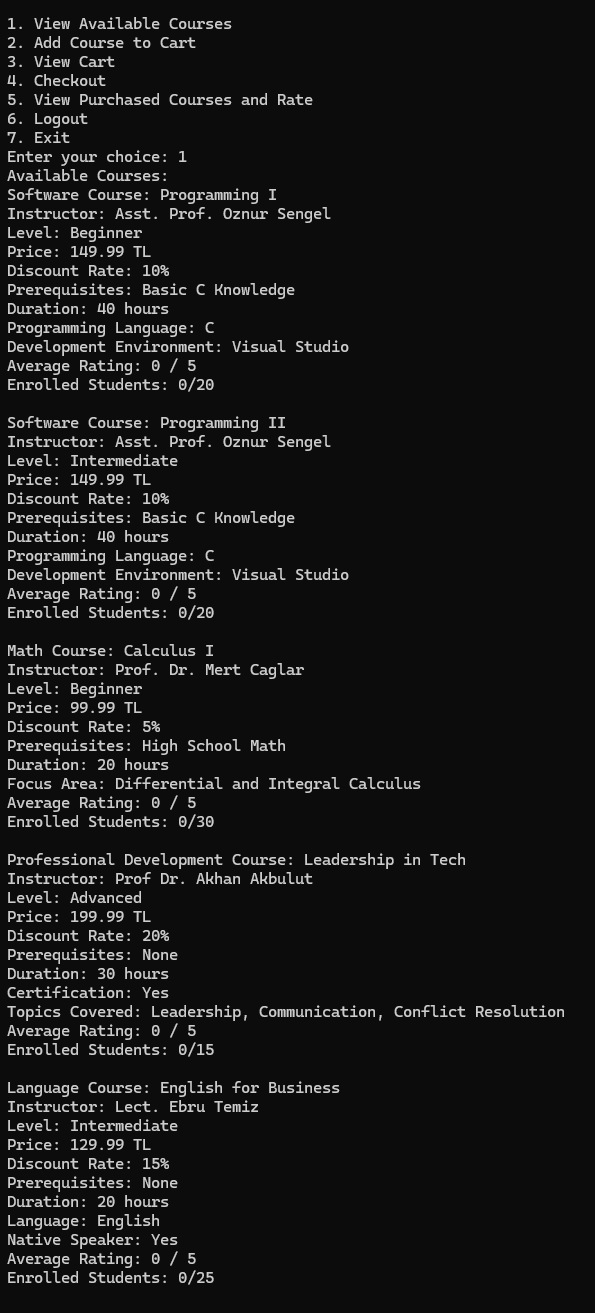 1. View Available Courses
2. Add Course to Cart
3. View Cart
4. Checkout
5. View Purchased Courses and Rate
6. Logout
7. Exit
Enter your choice: 1
Available Courses:
Software Course: Programming I
Instructor: Asst. Prof. Oznur Sengel
Level: Beginner
Price: 149.99 TL
Discount Rate: 10%
Prerequisites: Basic C Knowledge
Duration: 40 hours
Programming Language: C
Development Environment: Visual Studio
Average Rating: 0 / 5
Enrolled Students: 0/20

Software Course: Programming II
Instructor: Asst. Prof. Oznur Sengel
Level: Intermediate
Price: 149.99 TL
Discount Rate: 10%
Prerequisites: Basic C Knowledge
Duration: 40 hours
Programming Language: C
Development Environment: Visual Studio
Average Rating: 0 / 5
Enrolled Students: 0/20

Math Course: Calculus I
Instructor: Prof. Dr. Mert Caglar
Level: Beginner
Price: 99.99 TL
Discount Rate: 5%
Prerequisites: High School Math
Duration: 20 hours
Focus Area: Differential and Integral Calculus
Average Rating: 0 / 5
Enrolled Students: 0/30

Professional Development Course: Leadership in Tech
Instructor: Prof Dr. Akhan Akbulut
Level: Advanced
Price: 199.99 TL
Discount Rate: 20%
Prerequisites: None
Duration: 30 hours
Certification: Yes
Topics Covered: Leadership, Communication, Conflict Resolution
Average Rating: 0 / 5
Enrolled Students: 0/15

Language Course: English for Business
Instructor: Lect. Ebru Temiz
Level: Intermediate
Price: 129.99 TL
Discount Rate: 15%
Prerequisites: None
Duration: 20 hours
Language: English
Native Speaker: Yes
Average Rating: 0 / 5
Enrolled Students: 0/25